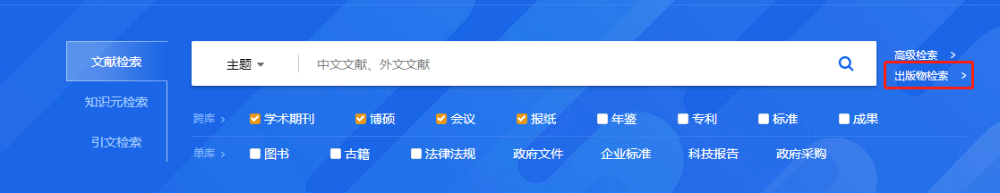 文献检索
知识元检索
引文检索
主题
中文文献、外文文献
高级检索 >
出版物检索 >
跨库 > 学术期刊 博硕 会议 报纸 年鉴 专利 标准 成果
单库 > 图书 古籍 法律法规 政府文件 企业标准 科技报告 政府采购